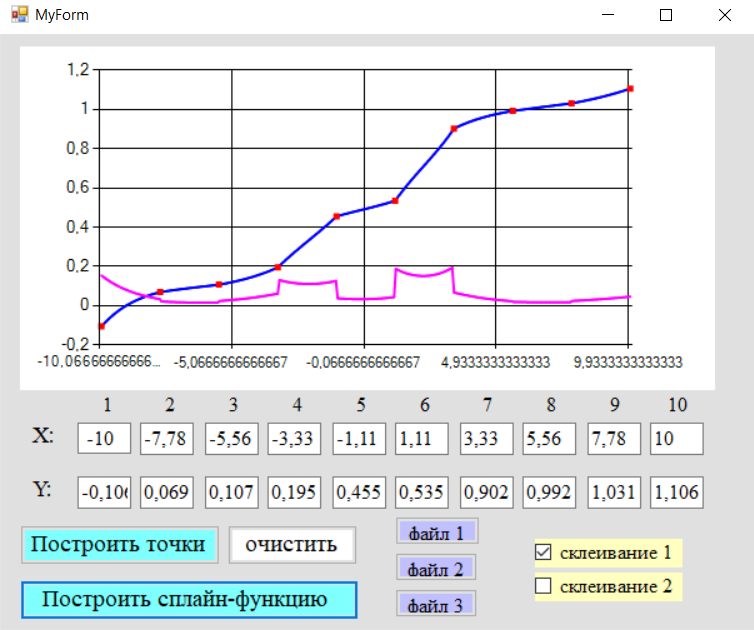 MyForm
1,2
1
0,8
0,6
0,4
0,2
0
-0,2
-10,06666666666... -5,0666666666667 -0,0666666666667 4,9333333333333 9,9333333333333
1 2 3 4 5 6 7 8 9 10
X: -10 -7,78 -5,56 -3,33 -1,11 1,11 3,33 5,56 7,78 10
Y: -0,106 0,069 0,107 0,195 0,455 0,535 0,902 0,992 1,031 1,106
Построить точки очистить файл 1
склеивание 1
файл 2
склеивание 2
Построить сплайн-функцию файл 3